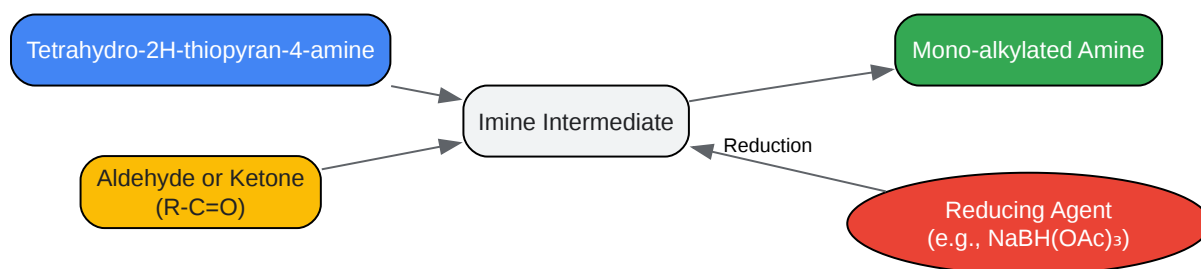 Tetrahydro-2H-thiopyran-4-amine
Mono-alkylated Amine
Imine Intermediate
Reduction
Aldehyde or Ketone
(R-C=O)
Reducing Agent
(e.g., NaBH(OAc)₃)